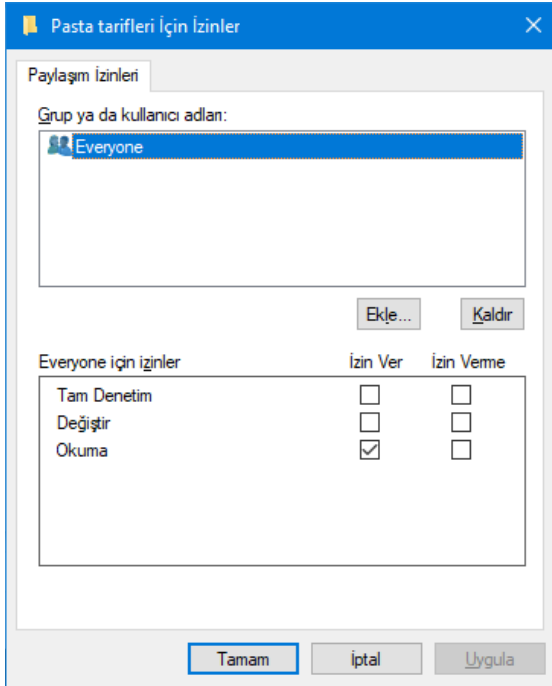 Pasta tarifleri İçin İzinler
Paylaşım İzinleri
Grup ya da kullanıcı adları:
Everyone
Ekle...
Kaldır
Everyone için izinler İzin Ver İzin Verme
Tam Denetim
Değiştir
Okuma
Tamam
İptal
Uygula